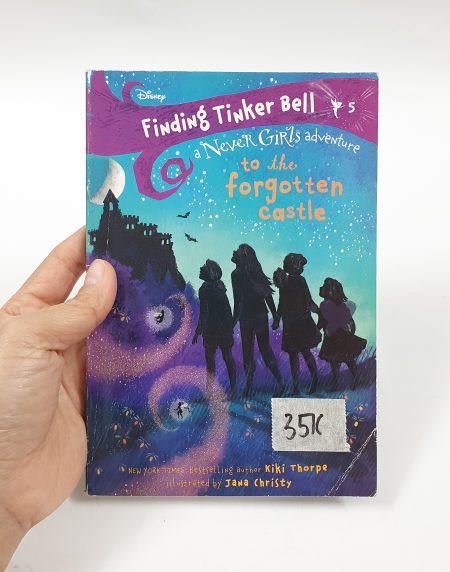 Disney
Finding Tinker Bell 5
a Never Girls adventure
to the
forgotten
castle
35K
NEW YORK TIMES bestselling author Kiki Thorpe
illustrated by Jana Christy